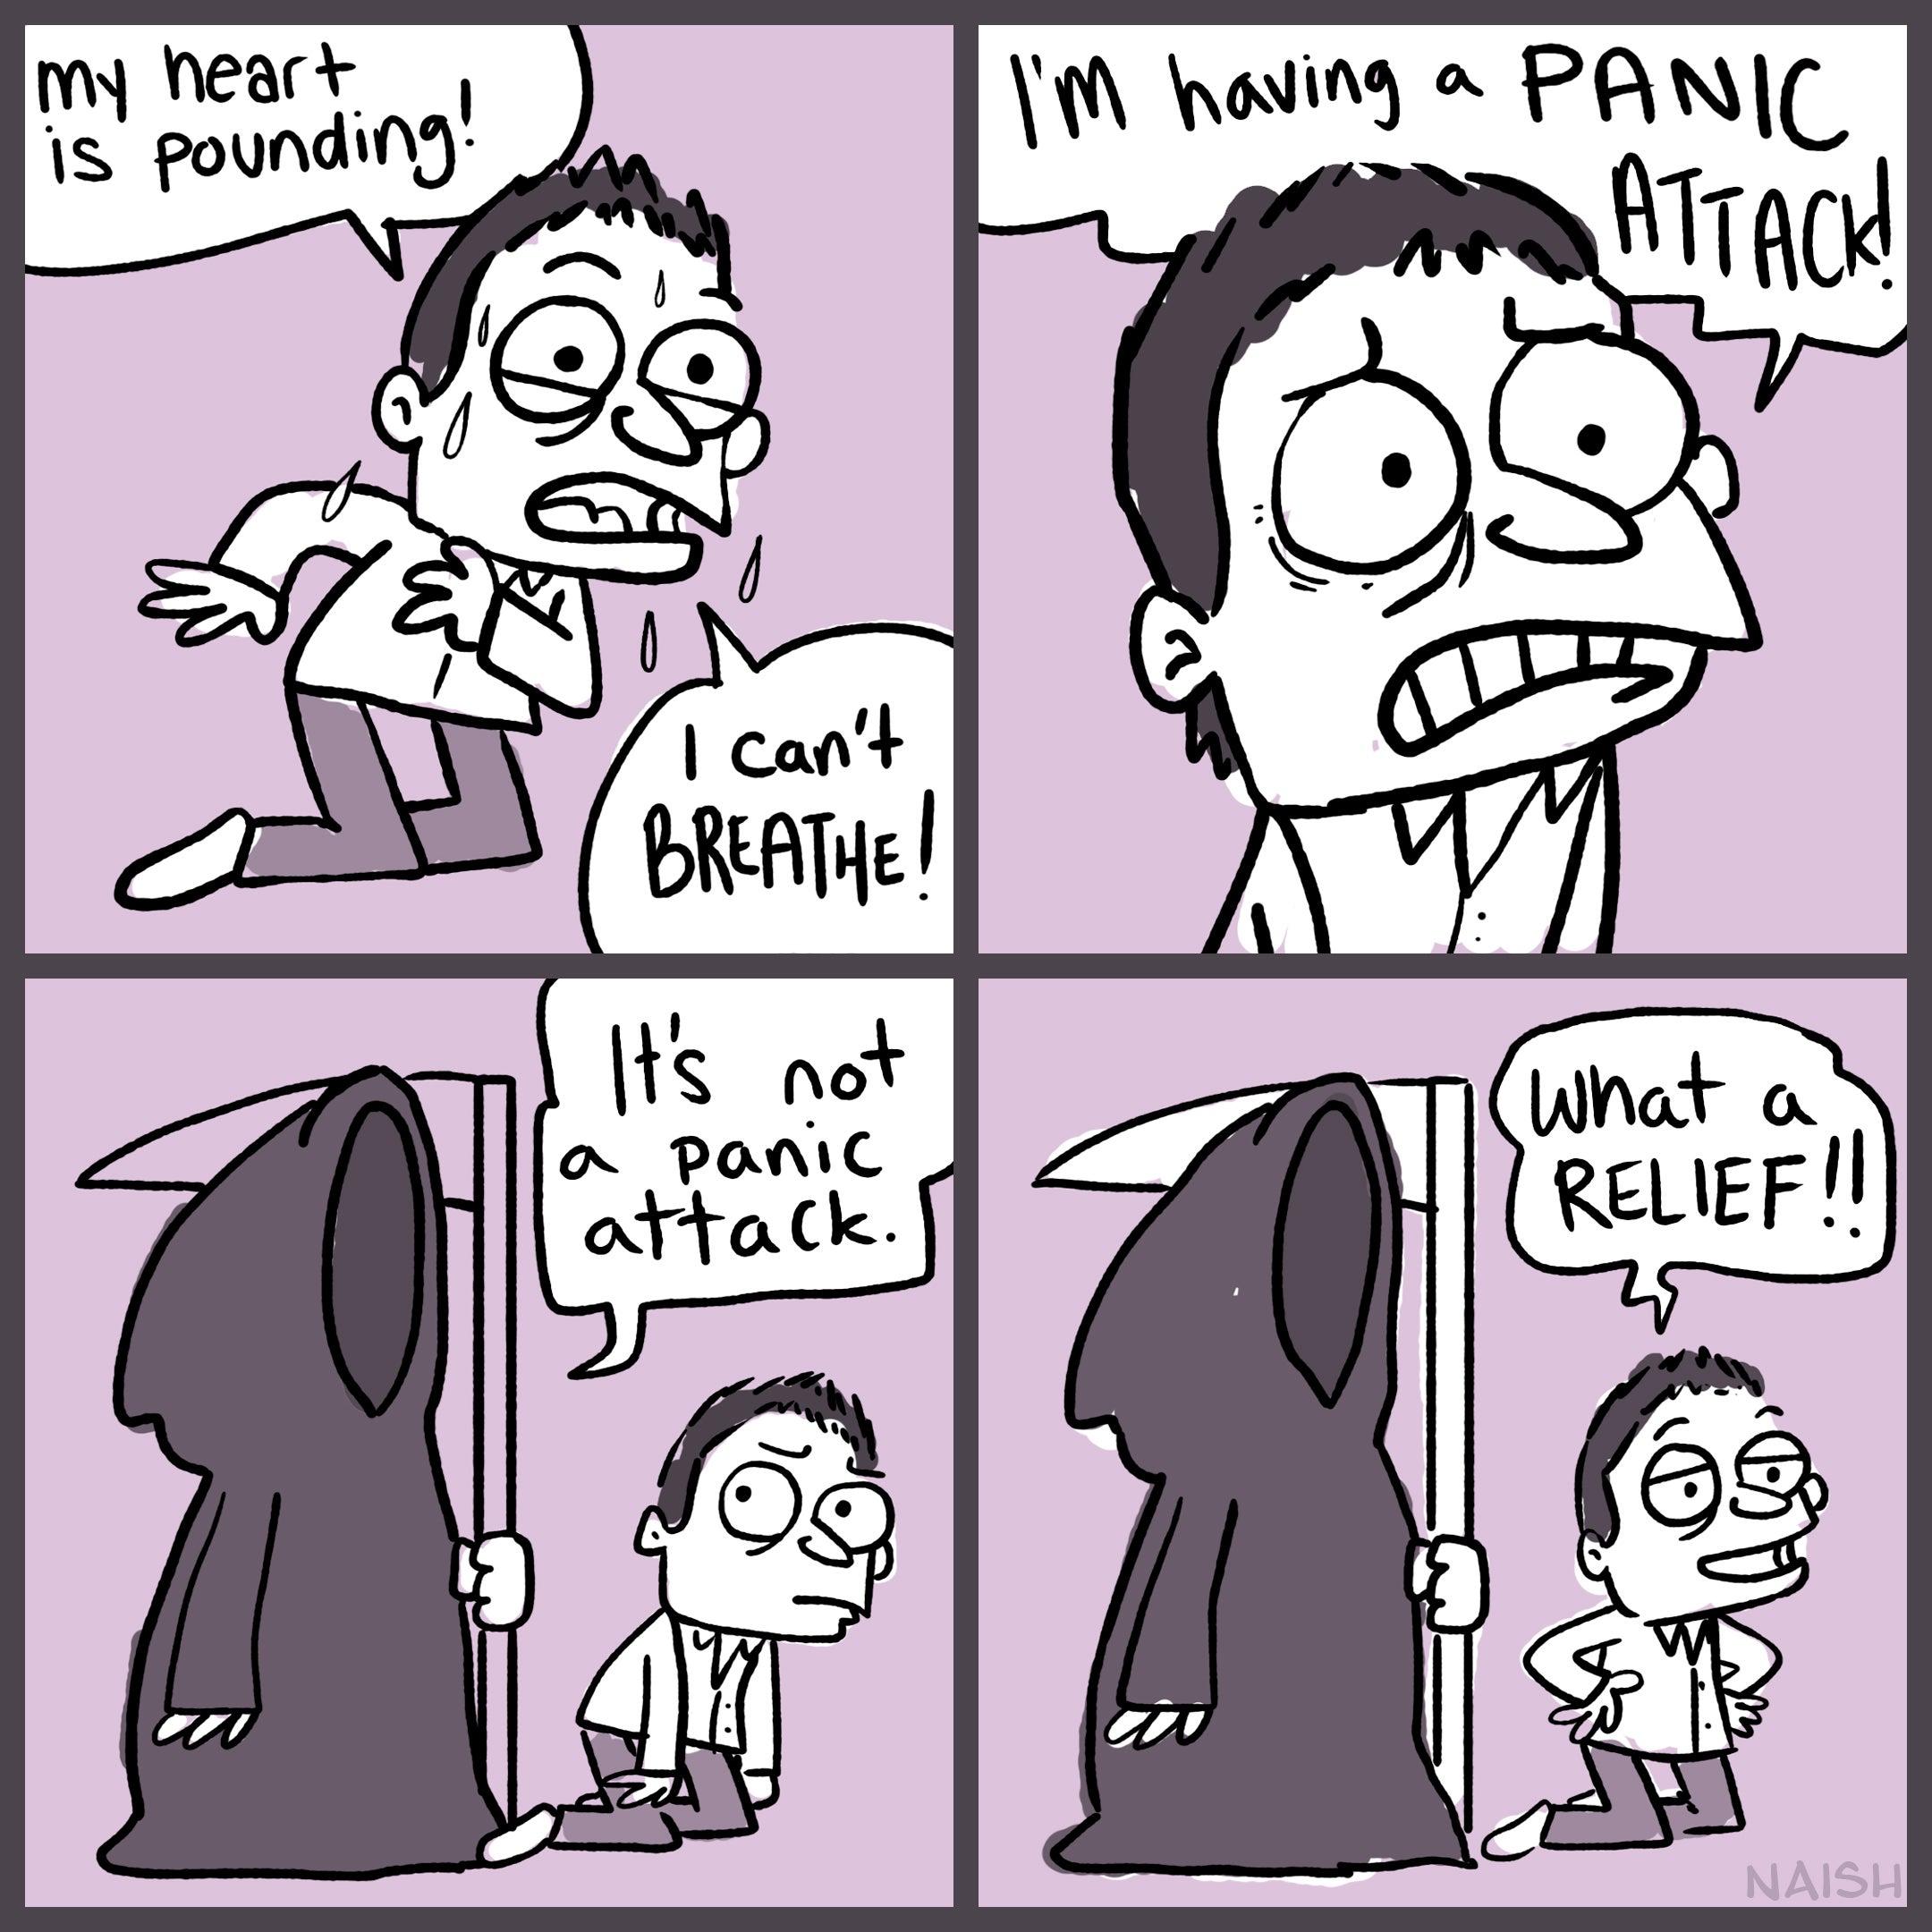 my heart
is pounding!
I can't
BREATHE!
I'M having a PANIC
ATTACK!
It's not
a panic
attack.
What a
RELIEF!!
NAISH